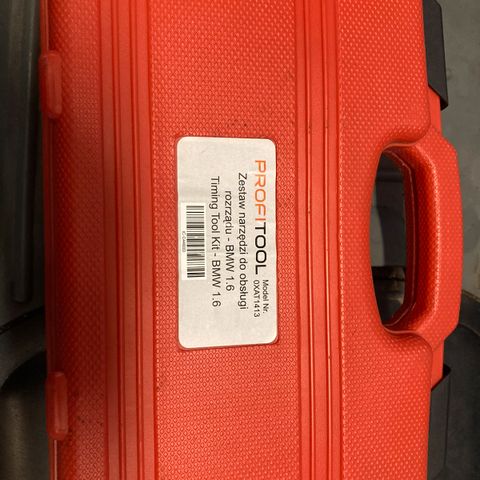 PROFITOOL
Model Nr.
0XAT1413
Zestaw narzędzi do obsługi
rozrządu - BMW 1.6
Timing Tool Kit - BMW 1.6